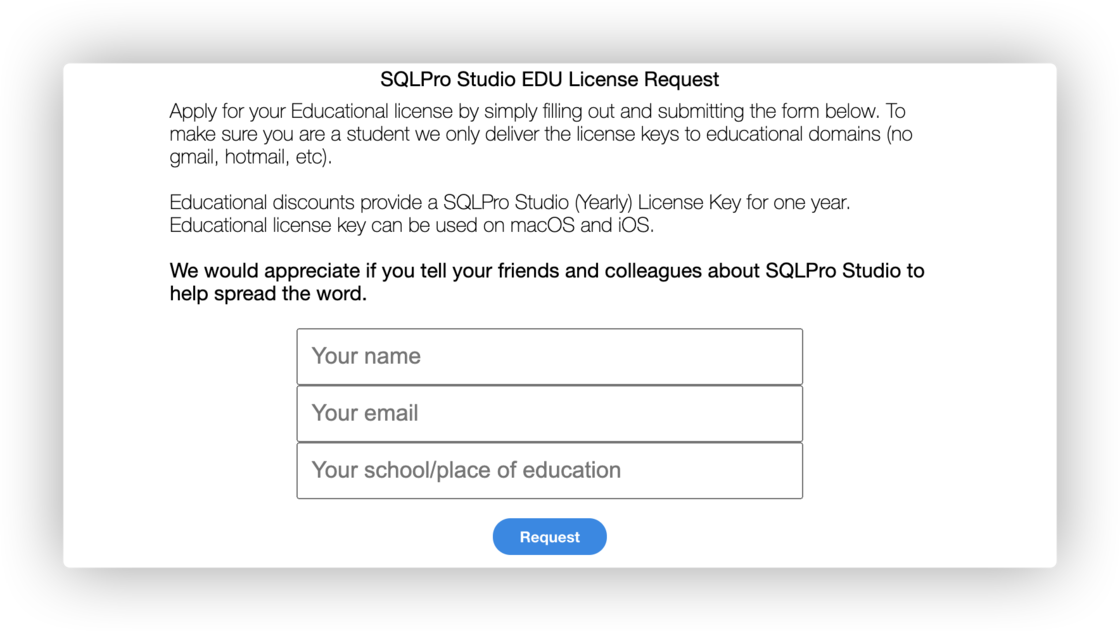 SQLPro Studio EDU License Request
Apply for your Educational license by simply filling out and submitting the form below. To
make sure you are a student we only deliver the license keys to educational domains (no
gmail, hotmail, etc).
Educational discounts provide a SQLPro Studio (Yearly) License Key for one year.
Educational license key can be used on macOS and iOS.
We would appreciate if you tell your friends and colleagues about SQLPro Studio to
help spread the word.
Your name
Your email
Your school/place of education
Request